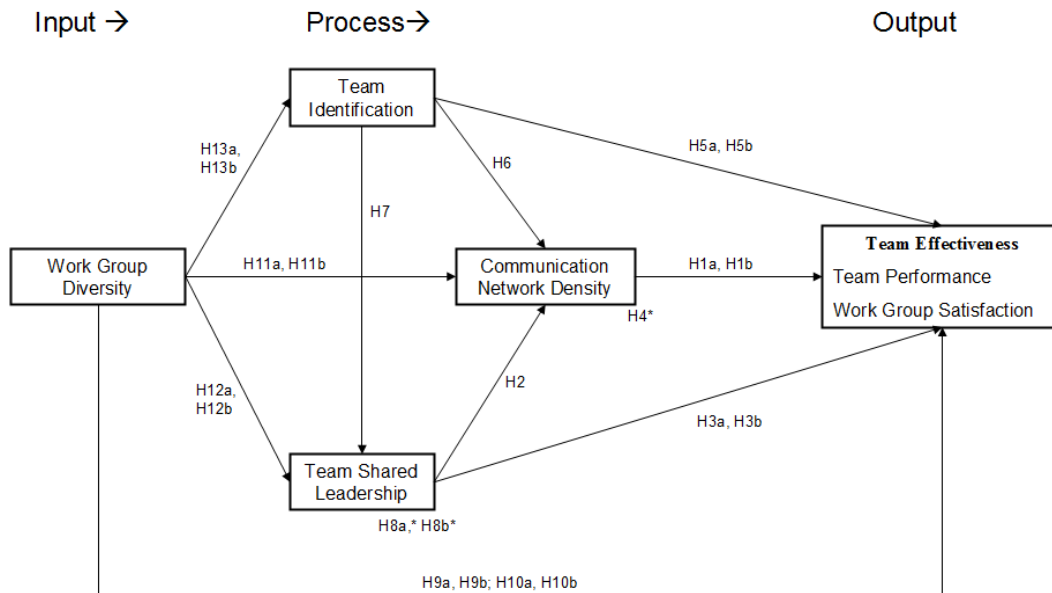 Input →
Process→
Output
Team
Identification
H13a,
H13b
H5a, H5b
H6
H7
Team Effectiveness
Team Performance
Work Group Satisfaction
Work Group
Diversity
H11a, H11b
Communication
Network Density
H1a, H1b
H4*
H12a,
H12b
H2
H3a, H3b
Team Shared
Leadership
H8a,* H8b*
H9a, H9b; H10a, H10b